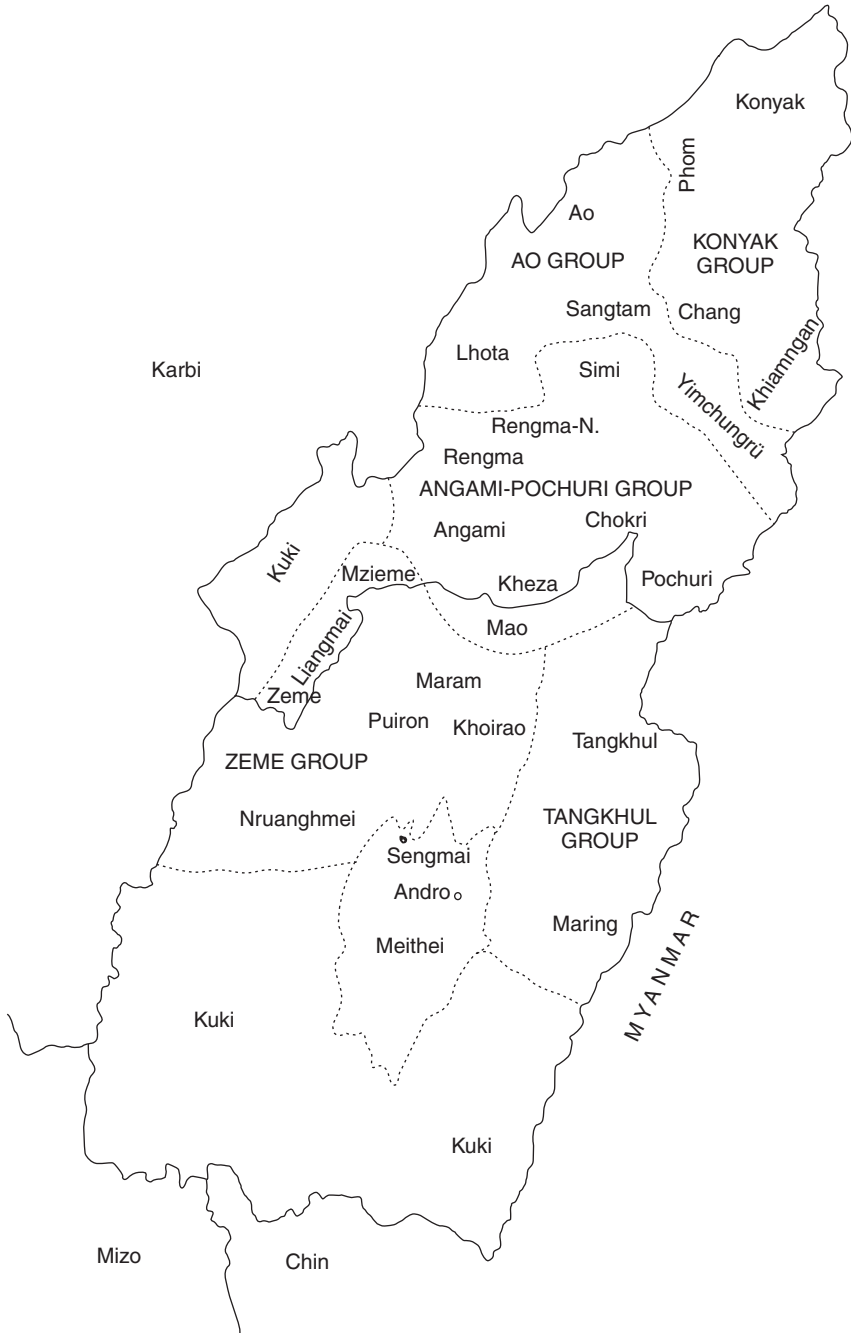 Konyak
Phom
Ao
KONYAK
GROUP
AO GROUP
Sangtam
Chang
Khiamngan
Lhota
Karbi
Simi
Yimchungrü
Rengma-N.
Rengma
ANGAMI-POCHURI GROUP
Chokri
Angami
Kuki
Mzieme
Kheza
Pochuri
Mao
Liangmai
Zeme
Maram
Puiron
Khoirao
Tangkhul
ZEME GROUP
Nruanghmei
TANGKHUL
GROUP
Sengmai
Andro
Maring
Meithei
MYANMAR
Kuki
Kuki
Mizo
Chin